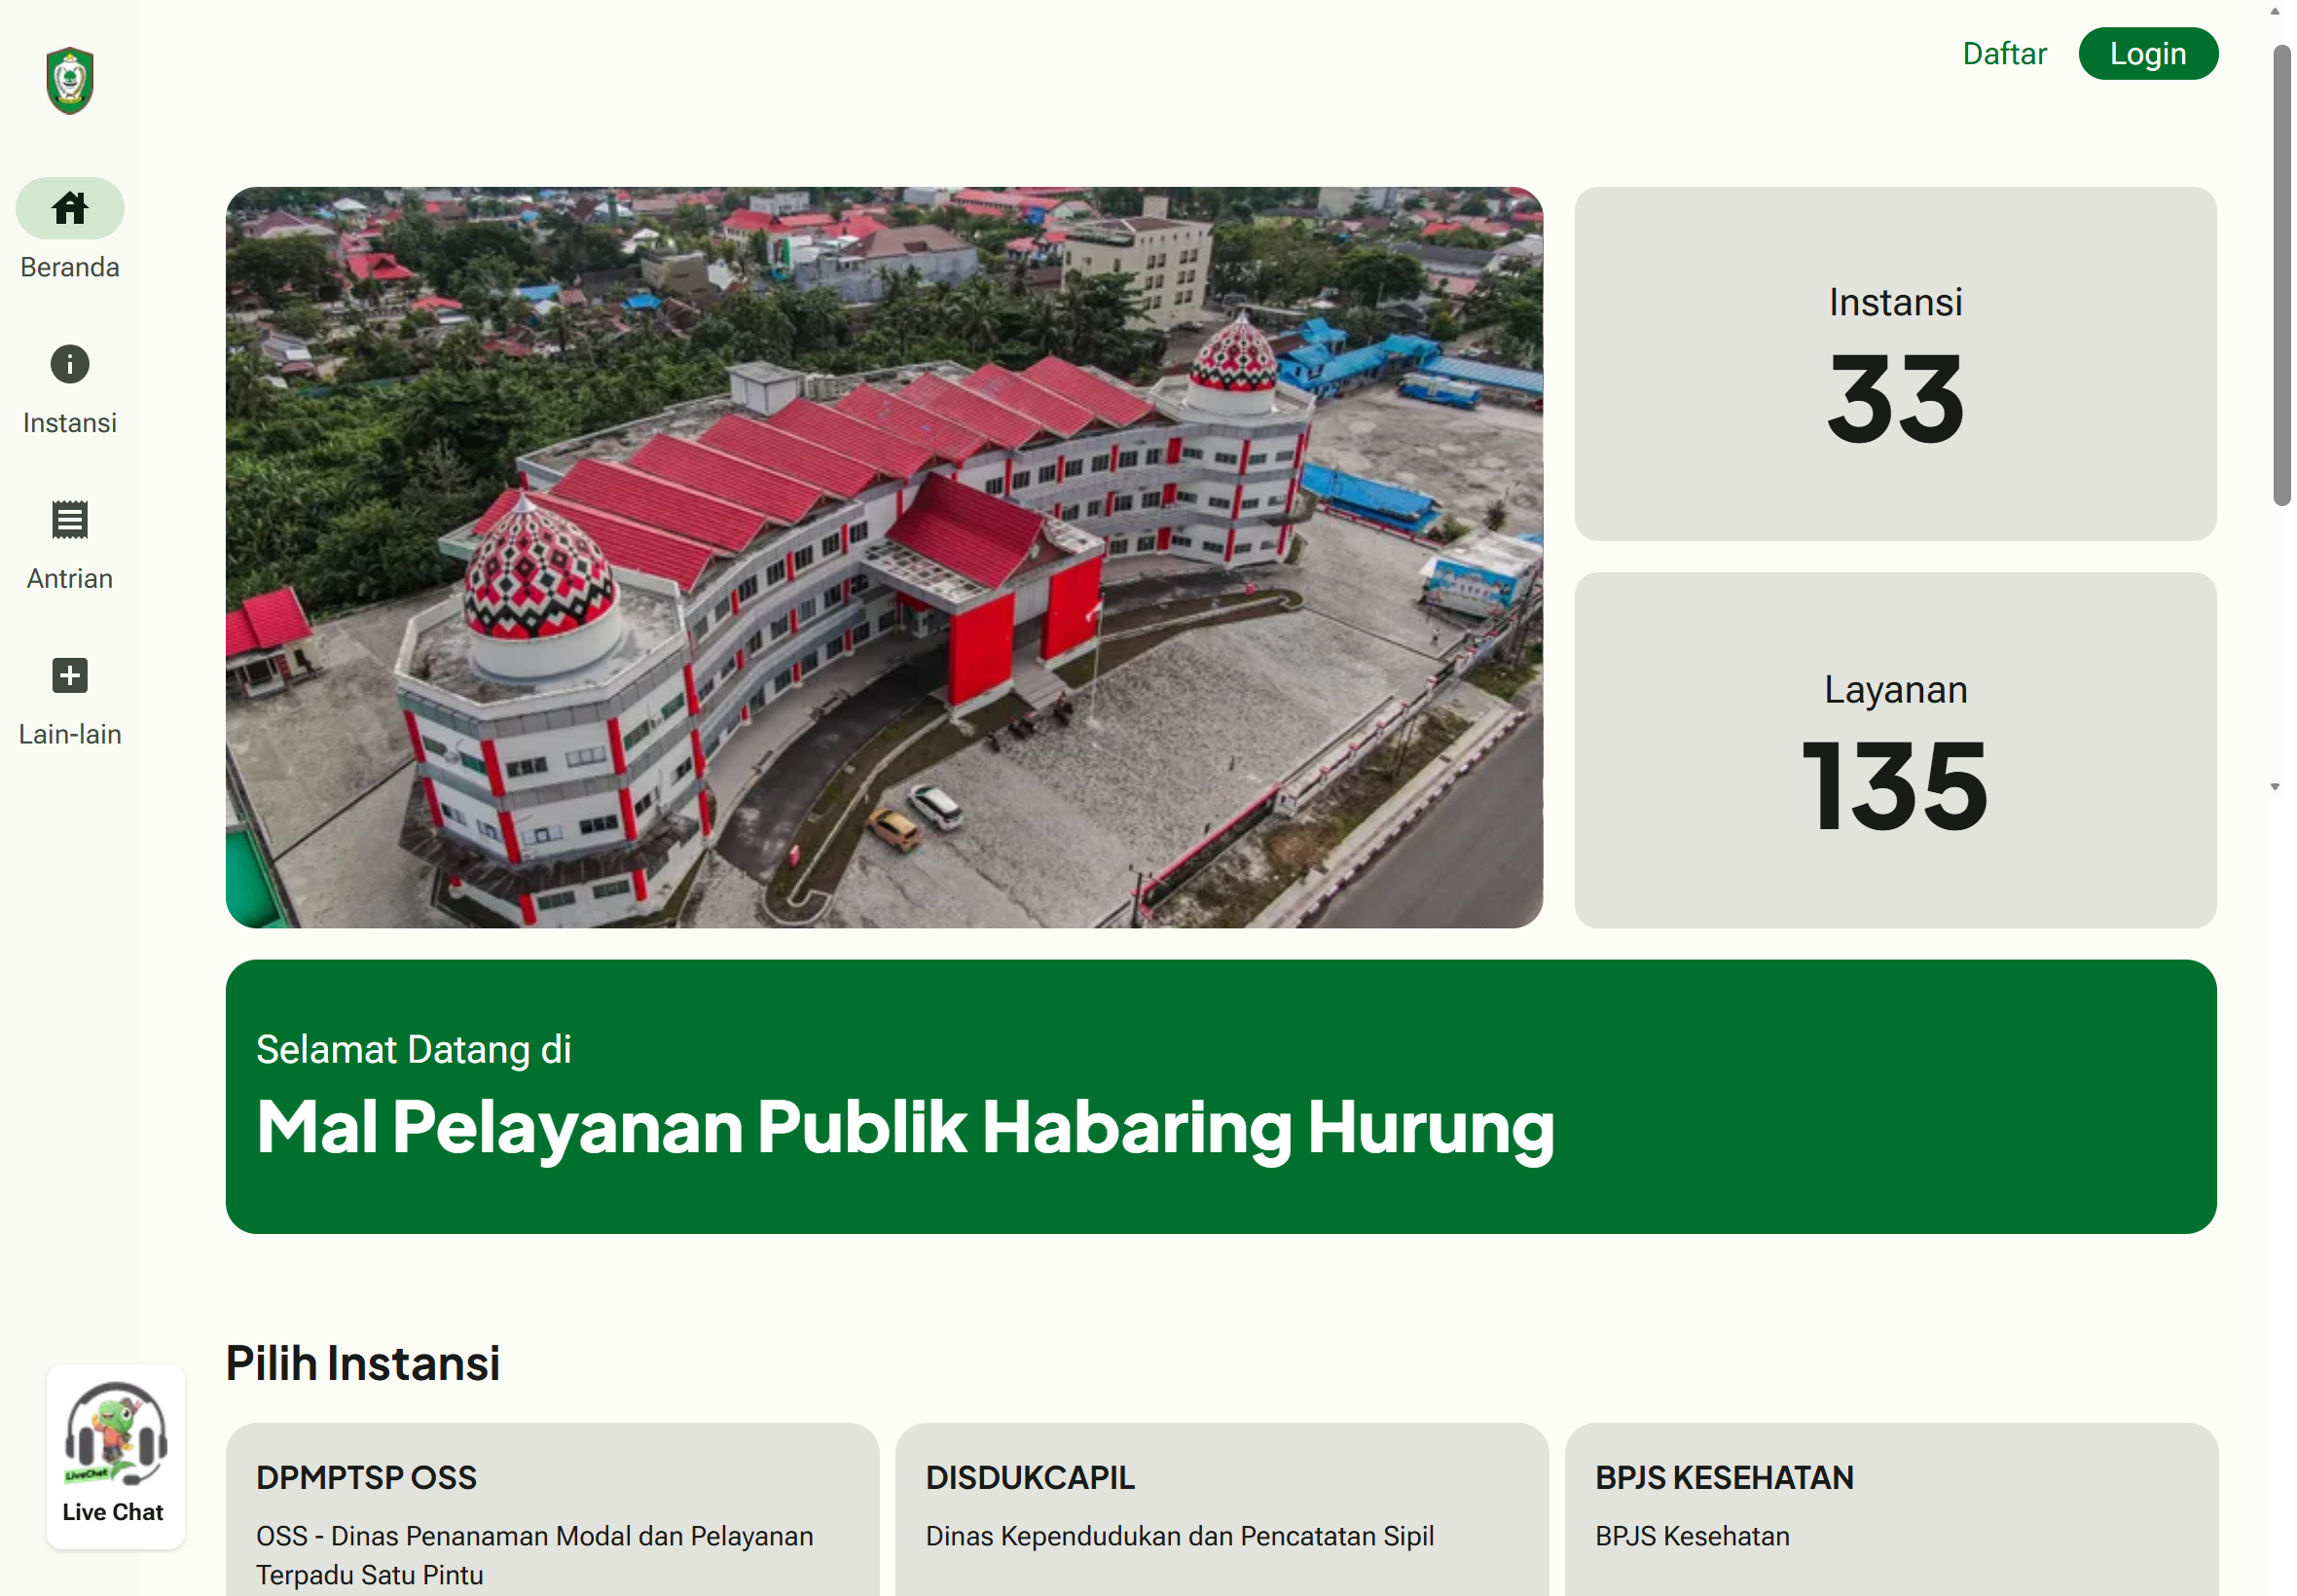 Daftar
Login
Beranda
Instansi
Antrian
Lain-lain
Instansi
33
Layanan
135
Selamat Datang di
Mal Pelayanan Publik Habaring Hurung
Pilih Instansi
DPMPTSP OSS
OSS - Dinas Penanaman Modal dan Pelayanan
Terpadu Satu Pintu
DISDUKCAPIL
Dinas Kependudukan dan Pencatatan Sipil
BPJS KESEHATAN
BPJS Kesehatan
LiveChat
Live Chat